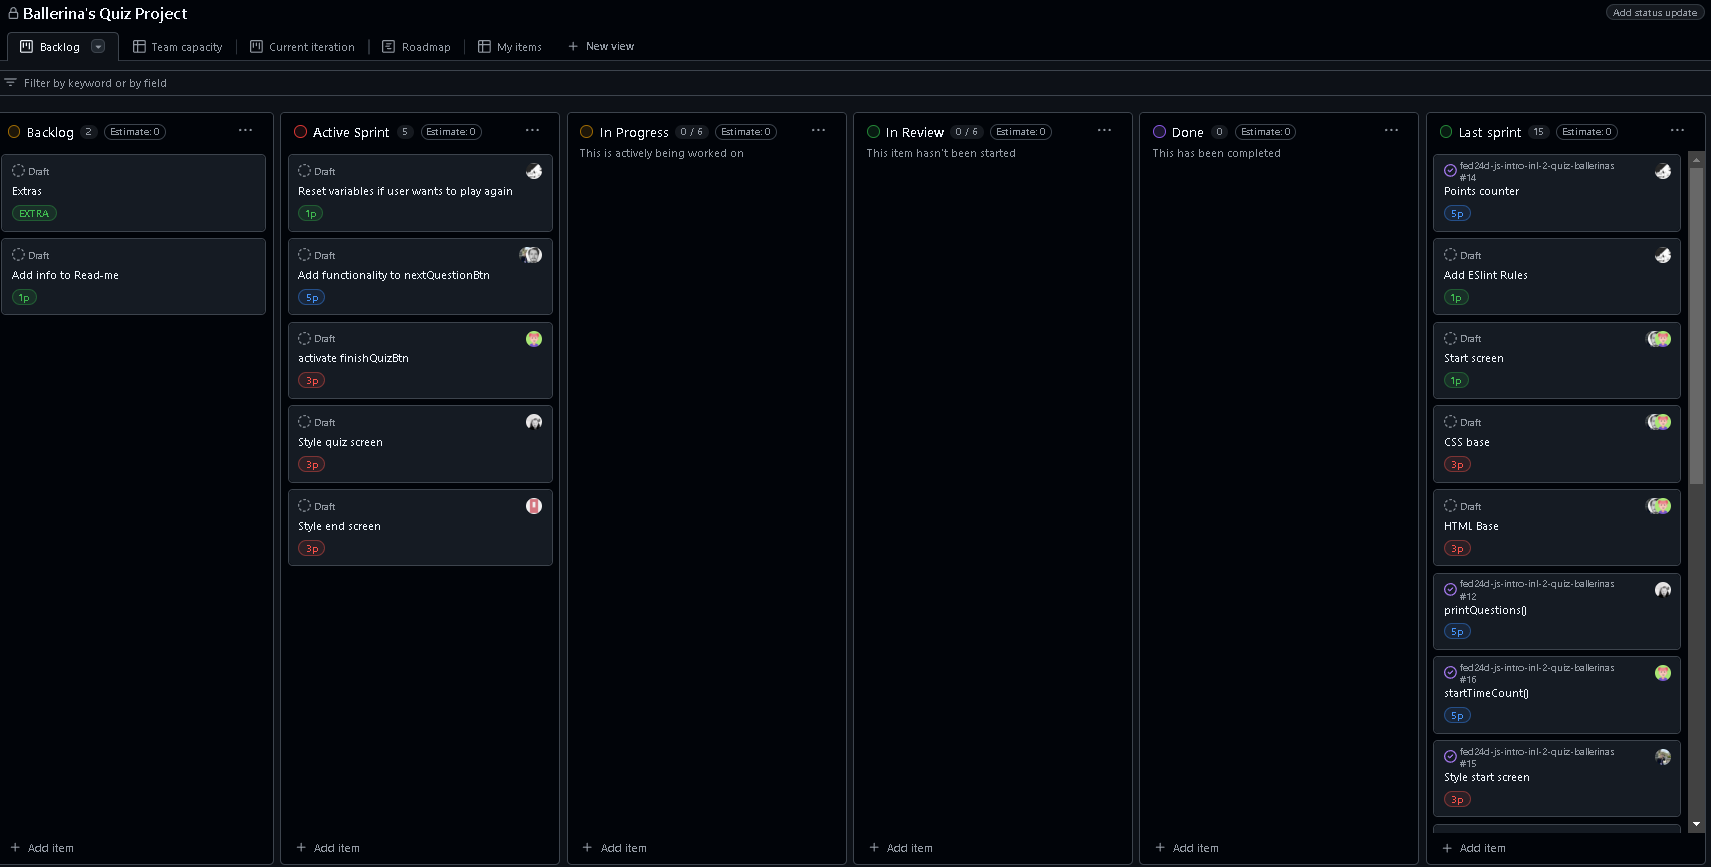 Ballerina's Quiz Project
Add status update
Backlog
Team capacity
Current iteration
Roadmap
My items
New view
Filter by keyword or by field
Backlog 2 Estimate: 0
Draft
Extras
EXTRA
Draft
Add info to Read-me
1p
Add item
Active Sprint 5 Estimate: 0
Draft
Reset variables if user wants to play again
1p
Draft
Add functionality to nextQuestionBtn
5p
Draft
activate finishQuizBtn
3p
Draft
Style quiz screen
3p
Draft
Style end screen
3p
Add item
In Progress 0 / 6 Estimate: 0
This is actively being worked on
Add item
In Review 0 / 6 Estimate: 0
This item hasn't been started
Add item
Done 0 Estimate: 0
This has been completed
Add item
Last sprint 15 Estimate: 0
fed24d-js-intro-inl-2-quiz-ballerinas
#14
Points counter
5p
Draft
Add ESlint Rules
1p
Draft
Start screen
1p
Draft
CSS base
3p
Draft
HTML Base
3p
fed24d-js-intro-inl-2-quiz-ballerinas
#12
printQuestions()
5p
fed24d-js-intro-inl-2-quiz-ballerinas
#16
startTimeCount()
5p
fed24d-js-intro-inl-2-quiz-ballerinas
#15
Style start screen
3p
Add item